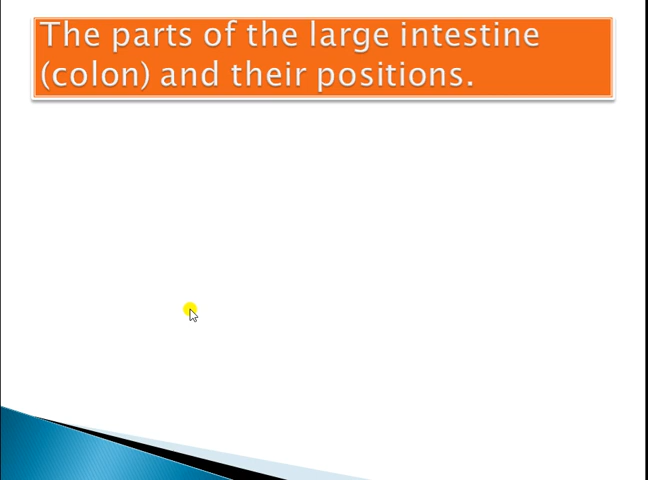 The parts of the large intestine
(colon) and their positions.